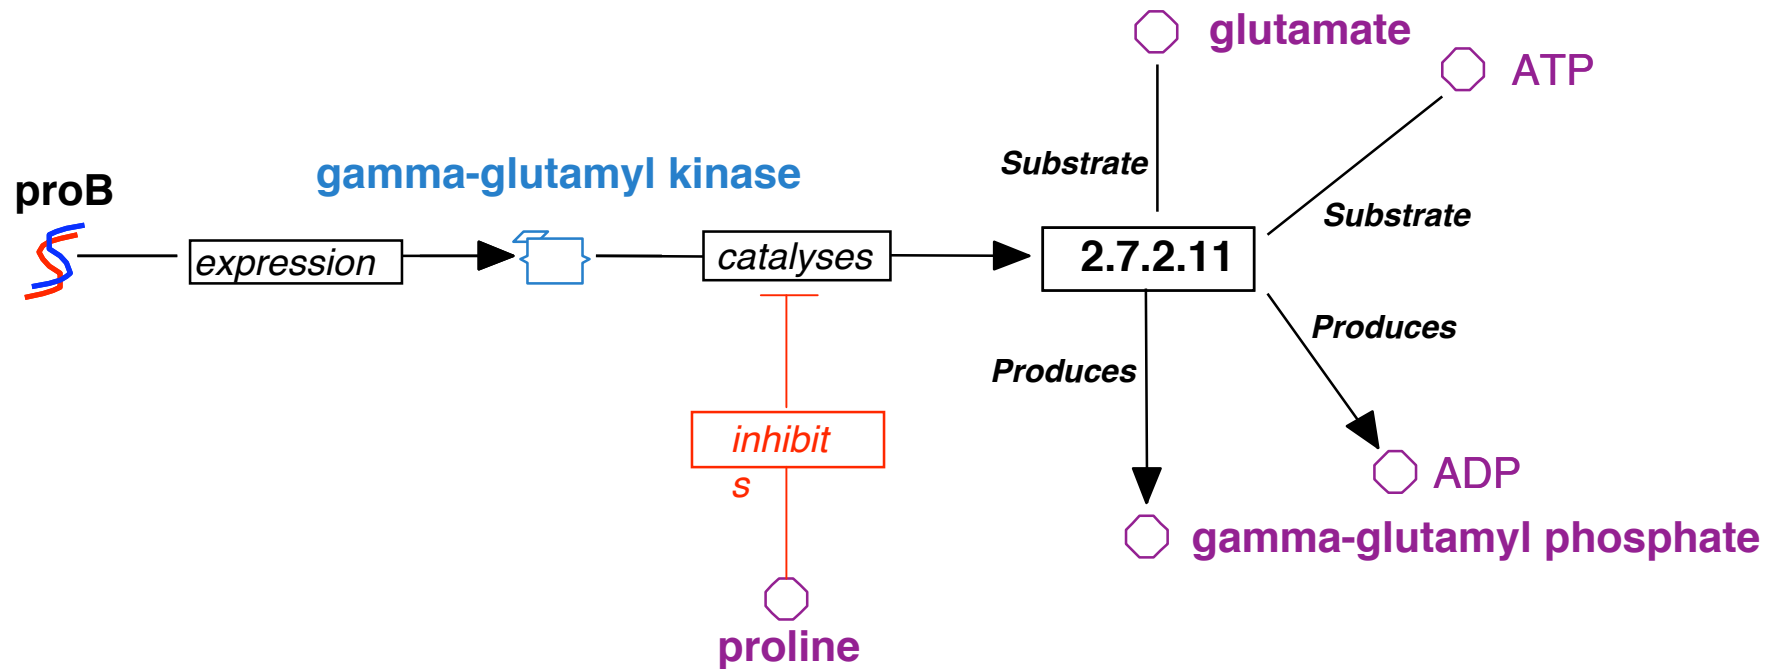 glutamate
ATP
Substrate
gamma-glutamyl kinase
proB
Substrate
expression
catalyses
2.7.2.11
Produces
Produces
inhibit
s
ADP
gamma-glutamyl phosphate
proline